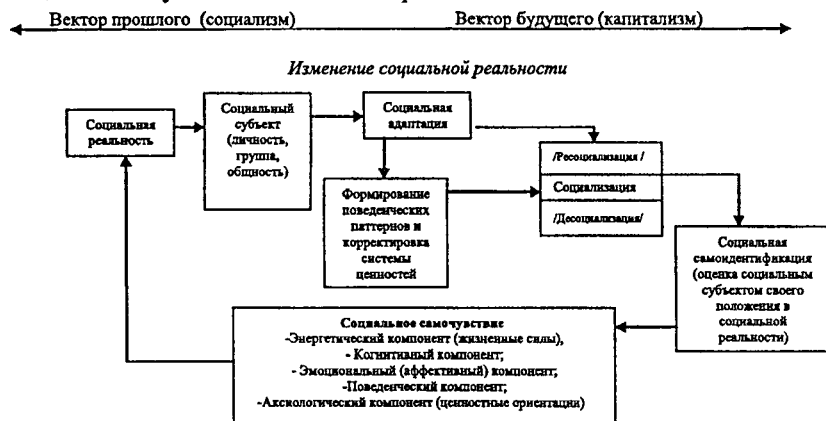 Вектор прошлого (социализм) Вектор будущего (капитализм)
Изменение социальной реальности
Социальная
реальность
Социальный
субъект
(личность,
группа,
общность)
Социальная
адаптация
Формирование
поведенческих
паттернов и
корректировка
системы
ценностей
/Ресоциализация /
Социализация
/Десоциализация/
Социальная
самоидентификация
(оценка социальным
субъектом своего
положения в
социальной
реальности)
Социальное самочувствие
-Энергетический компонент (жизненные силы),
- Когнитивный компонент;
- Эмоциональный (аффективный) компонент;
-Поведенческий компонент;
-Аксиологический компонент (ценностные ориентации)